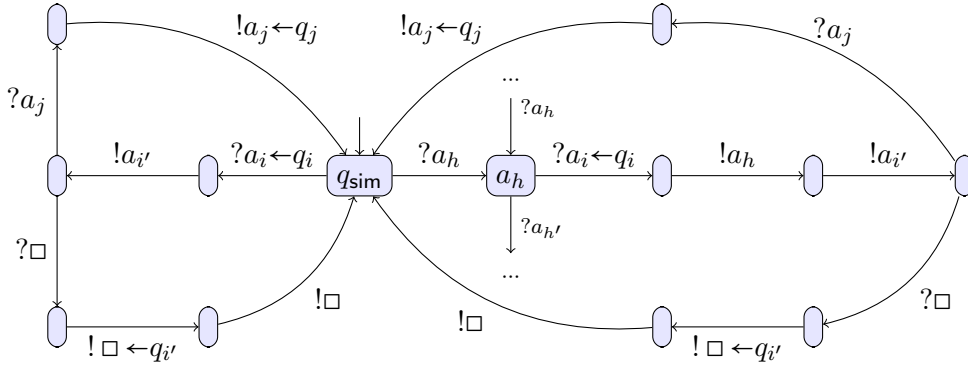 !a_j←q_j
!a_j←q_j
?a_j
...
?a_j
?a_h
!a_{i'}
?a_i←q_i
q_sim
?a_h
a_h
?a_i←q_i
!a_h
!a_{i'}
?a_{h'}
?□
...
?□
!□
!□
!□←q_{i'}
!□←q_{i'}